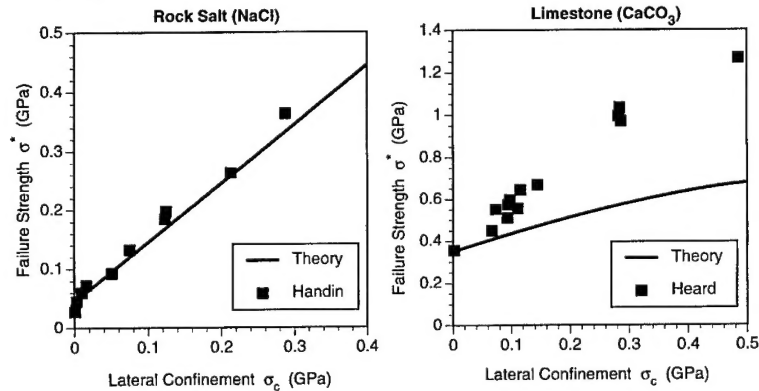 Rock Salt (NaCl)
0.5
0.4
0.3
0.2
0.1
0
0
0.1
0.2
0.3
0.4
Failure Strength σ* (GPa)
Lateral Confinement σc (GPa)
Theory
Handin
Limestone (CaCO3)
1.4
1.2
1
0.8
0.6
0.4
0.2
0
0
0.1
0.2
0.3
0.4
0.5
Failure Strength σ* (GPa)
Lateral Confinement σc (GPa)
Theory
Heard